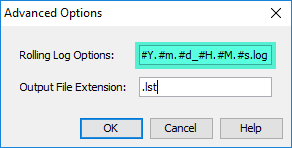 Advanced Options
Rolling Log Options: #Y.#m.#d_#H.#M.#s.log
Output File Extension: .lst
OK Cancel Help